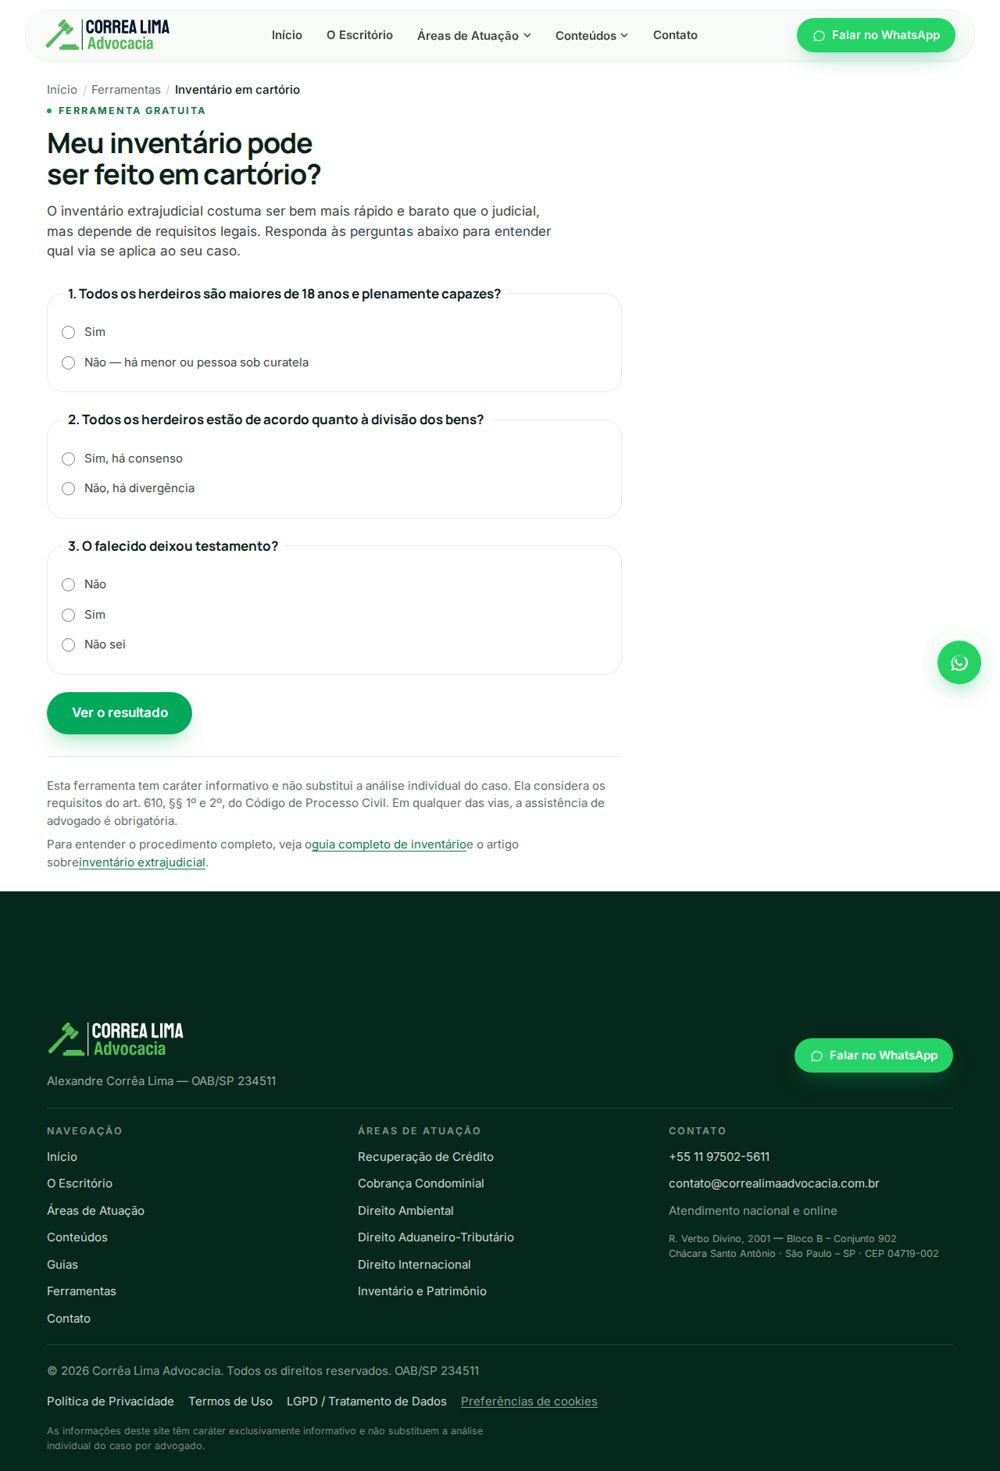 CORREA LIMA
Advocacia
Início
O Escritório
Áreas de Atuação
Conteúdos
Contato
Falar no WhatsApp
Início / Ferramentas / Inventário em cartório
FERRAMENTA GRATUITA
Meu inventário pode
ser feito em cartório?
O inventário extrajudicial costuma ser bem mais rápido e barato que o judicial,
mas depende de requisitos legais. Responda às perguntas abaixo para entender
qual via se aplica ao seu caso.
1. Todos os herdeiros são maiores de 18 anos e plenamente capazes?
Sim
Não — há menor ou pessoa sob curatela
2. Todos os herdeiros estão de acordo quanto à divisão dos bens?
Sim, há consenso
Não, há divergência
3. O falecido deixou testamento?
Não
Sim
Não sei
Ver o resultado
Esta ferramenta tem caráter informativo e não substitui a análise individual do caso. Ela considera os
requisitos do art. 610, §§ 1º e 2º, do Código de Processo Civil. Em qualquer das vias, a assistência de
advogado é obrigatória.
Para entender o procedimento completo, veja oguia completo de inventárioe o artigo
sobreinventário extrajudicial.
CORREA LIMA
Advocacia
Falar no WhatsApp
Alexandre Corrêa Lima — OAB/SP 234511
NAVEGAÇÃO
Início
O Escritório
Áreas de Atuação
Conteúdos
Guias
Ferramentas
Contato
ÁREAS DE ATUAÇÃO
Recuperação de Crédito
Cobrança Condominial
Direito Ambiental
Direito Aduaneiro-Tributário
Direito Internacional
Inventário e Patrimônio
CONTATO
+55 11 97502-5611
contato@correalimaadvocacia.com.br
Atendimento nacional e online
R. Verbo Divino, 2001 — Bloco B – Conjunto 902
Chácara Santo Antônio · São Paulo – SP · CEP 04719-002
© 2026 Corrêa Lima Advocacia. Todos os direitos reservados. OAB/SP 234511
Política de Privacidade
Termos de Uso
LGPD / Tratamento de Dados
Preferências de cookies
As informações deste site têm caráter exclusivamente informativo e não substituem a análise
individual do caso por advogado.